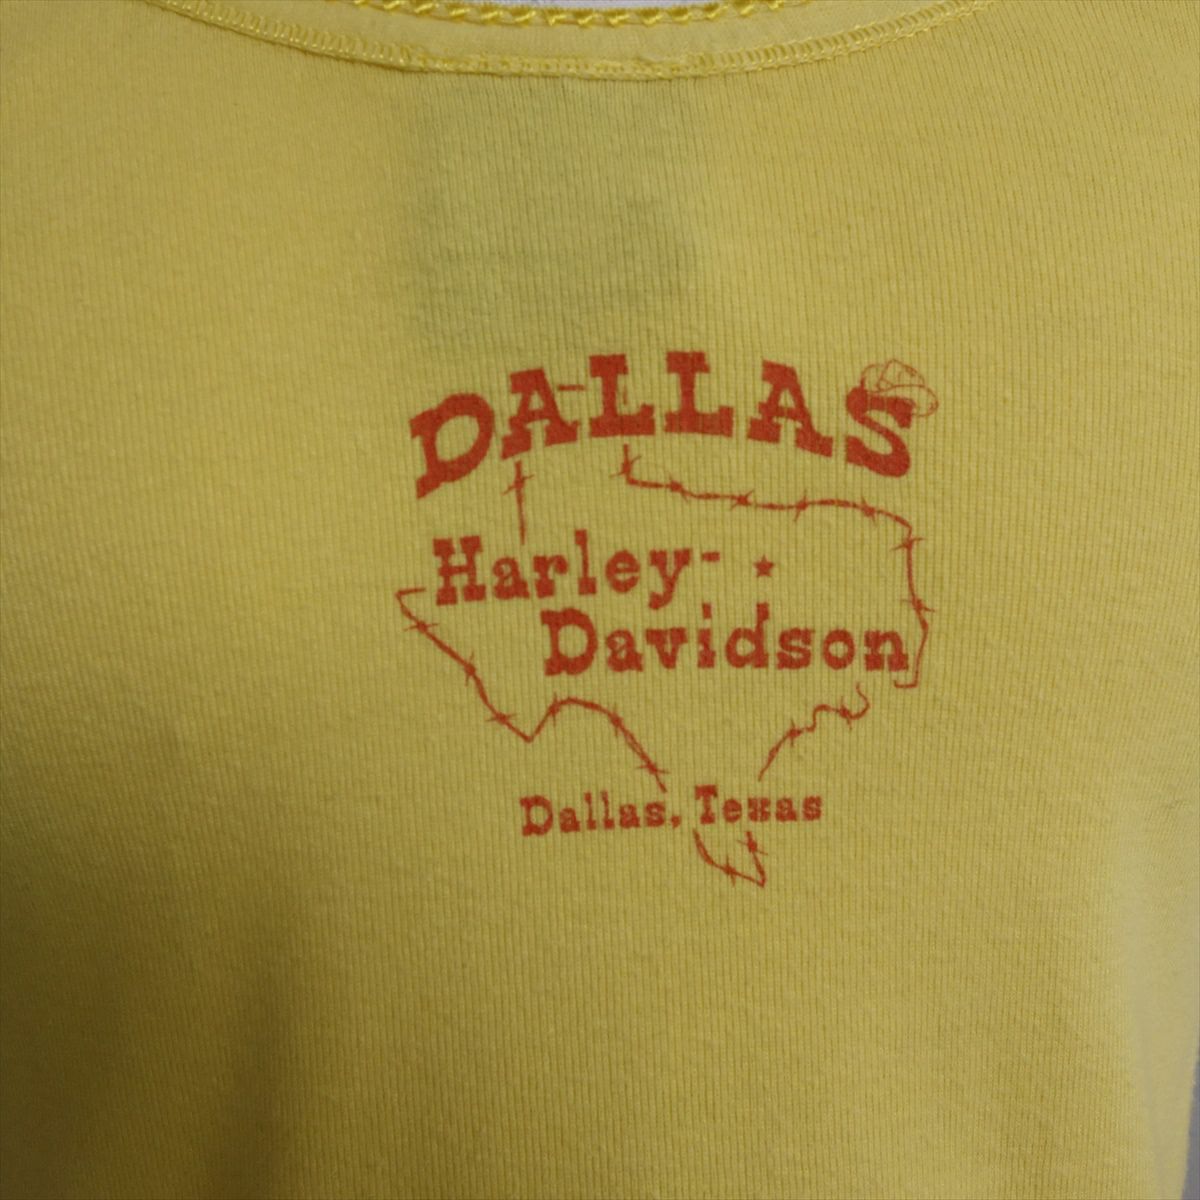 DALLAS
Harley-
Davidson
Dallas, Texas